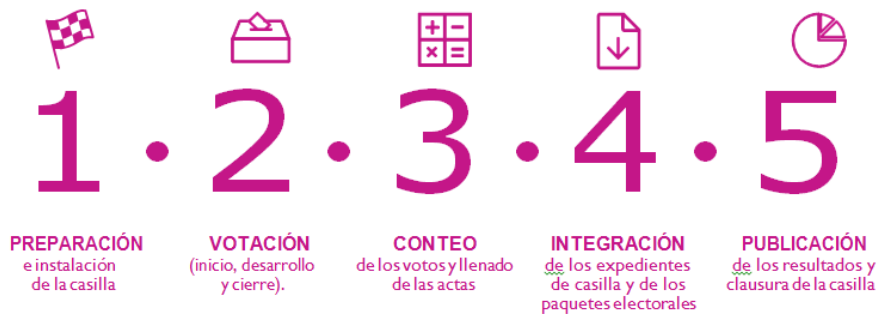 1 • 2 • 3 • 4 • 5
PREPARACIÓN
e instalación
de la casilla
VOTACIÓN
(inicio, desarrollo
y cierre).
CONTEO
de los votos y llenado
de las actas
INTEGRACIÓN
de los expedientes
de casilla y de los
paquetes electorales
PUBLICACIÓN
de los resultados y
clausura de la casilla